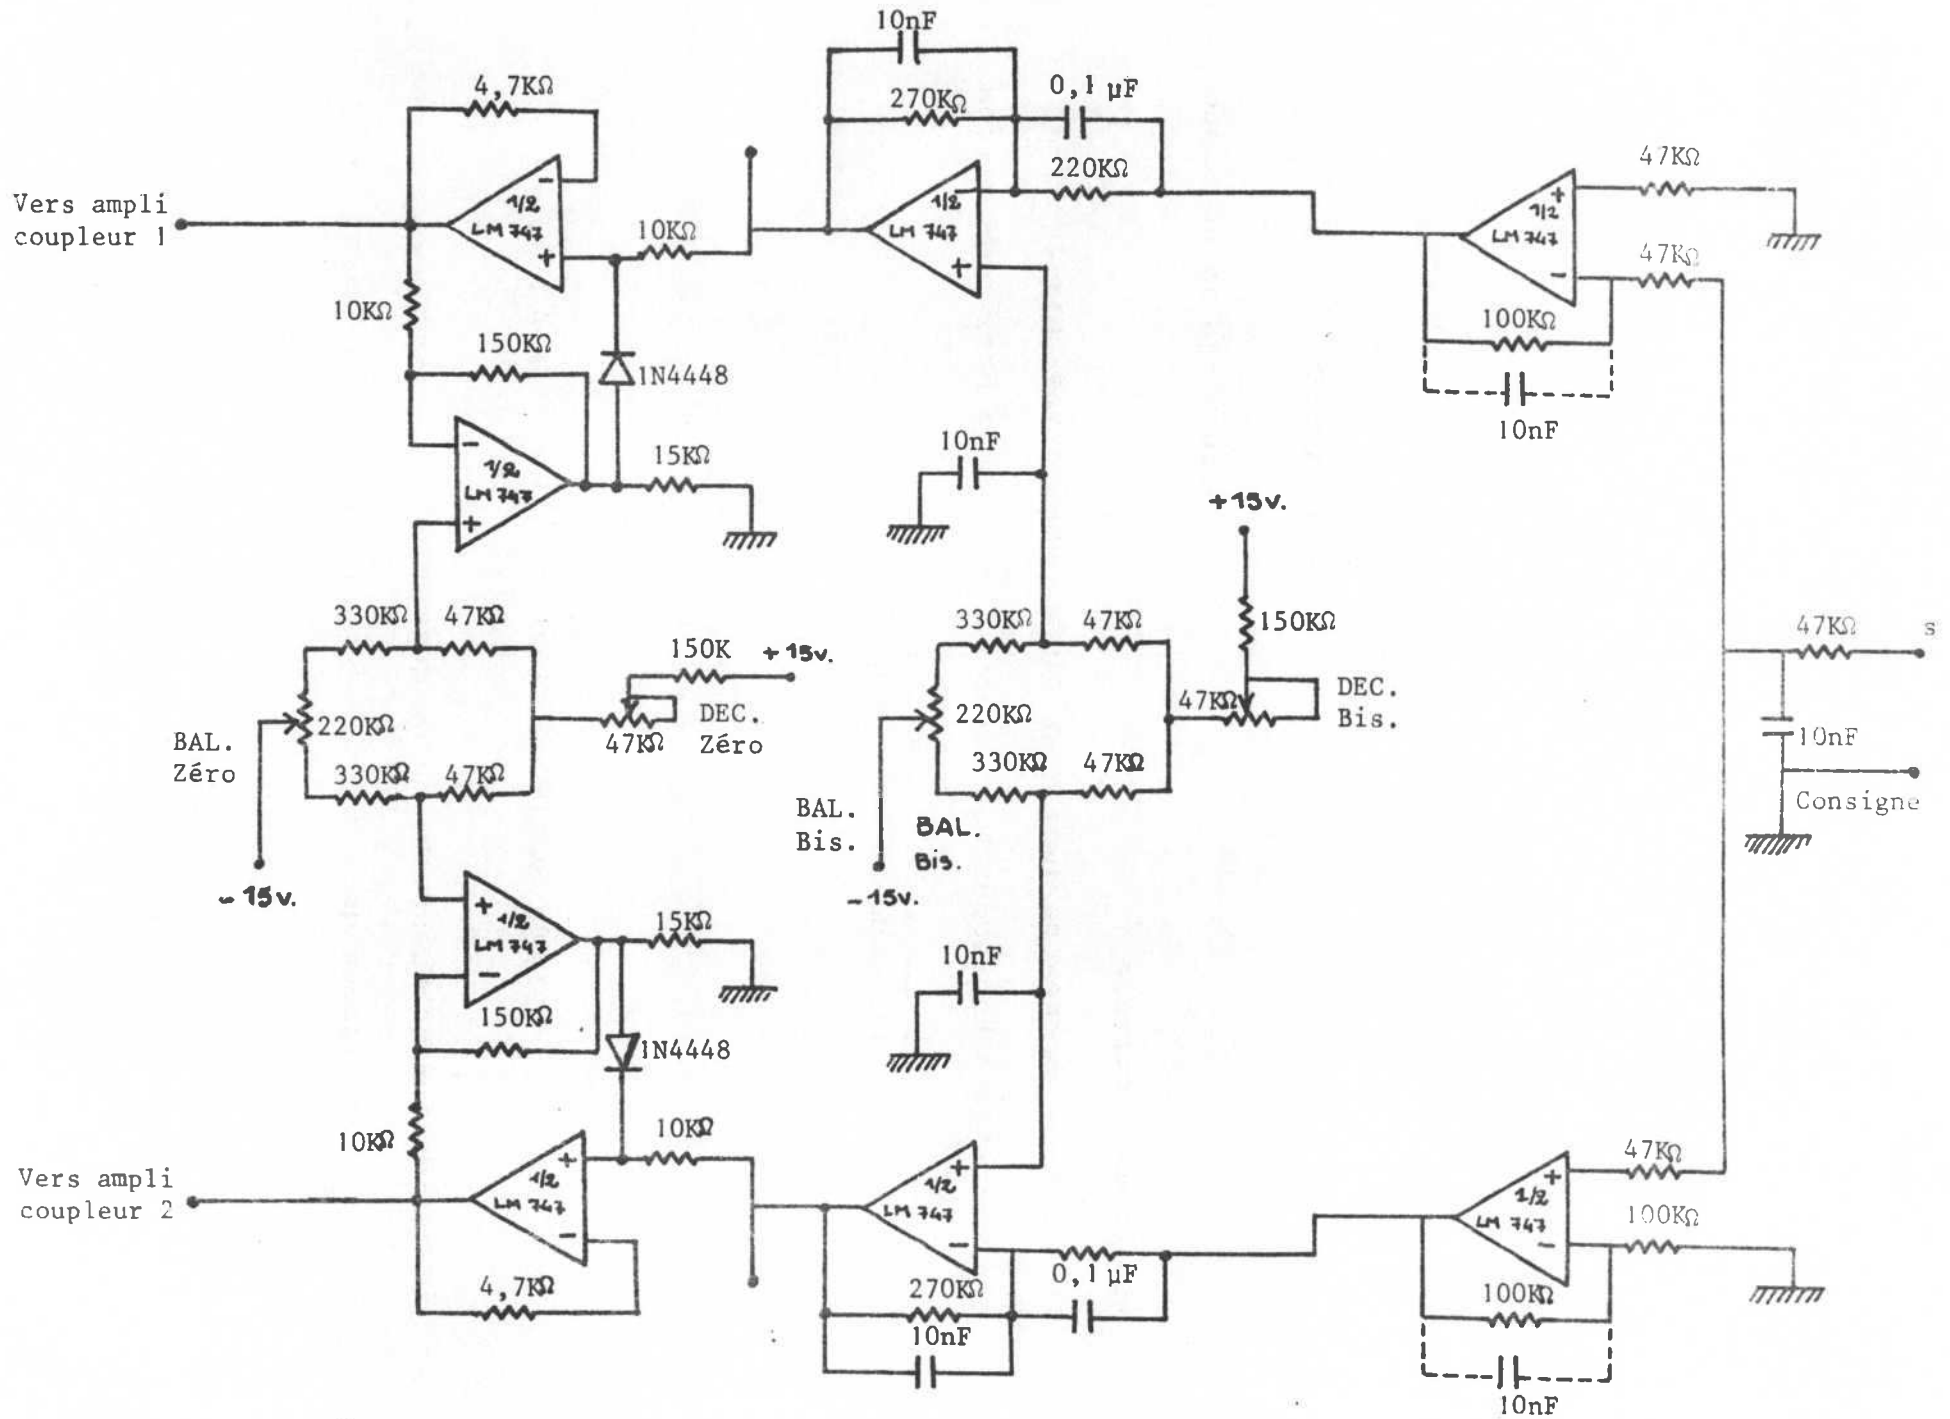 10nF
4,7KΩ
270KΩ
0,1 µF
220KΩ
47KΩ
Vers ampli
coupleur 1
-
1/2
LM 747
+
10KΩ
1/2
LM 747
+
+
1/2
LM 747
-
47KΩ
10KΩ
150KΩ
1N4448
100KΩ
10nF
-
1/2
LM 747
+
15KΩ
10nF
+15v.
150KΩ
330KΩ
47KΩ
150K
+15v.
330KΩ
47KΩ
47KΩ
s
BAL.
Zéro
220KΩ
47KΩ
DEC.
Zéro
220KΩ
47KΩ
DEC.
Bis.
10nF
330KΩ
47KΩ
330KΩ
47KΩ
Consigne
BAL.
Bis.
BAL.
Bis.
-15v.
-15v.
+
1/2
LM 747
-
15KΩ
10nF
150KΩ
1N4448
10KΩ
10KΩ
Vers ampli
coupleur 2
+
1/2
LM 747
-
+
1/2
LM 747
-
47KΩ
+
1/2
LM 747
-
100KΩ
4,7KΩ
0,1 µF
270KΩ
10nF
100KΩ
10nF